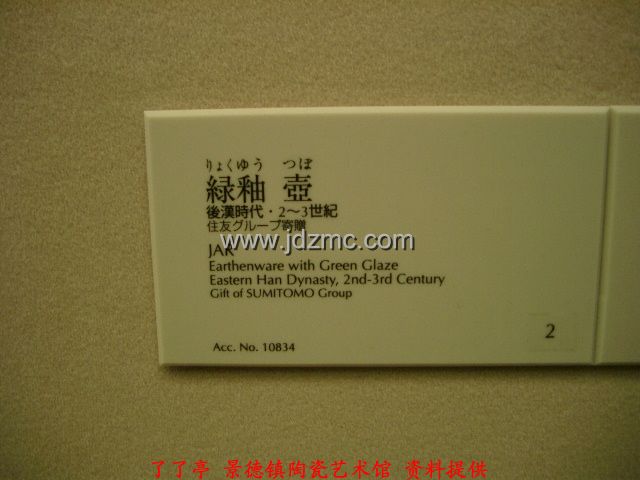 りょくゆう つぼ
緑釉 壺
後漢時代・2〜3世紀
住友グループ寄贈
www.jdzmc.com
JAR
Earthenware with Green Glaze
Eastern Han Dynasty, 2nd-3rd Century
Gift of SUMITOMO Group
2
Acc. No. 10834
了了亭 景德镇陶瓷艺术馆 资料提供